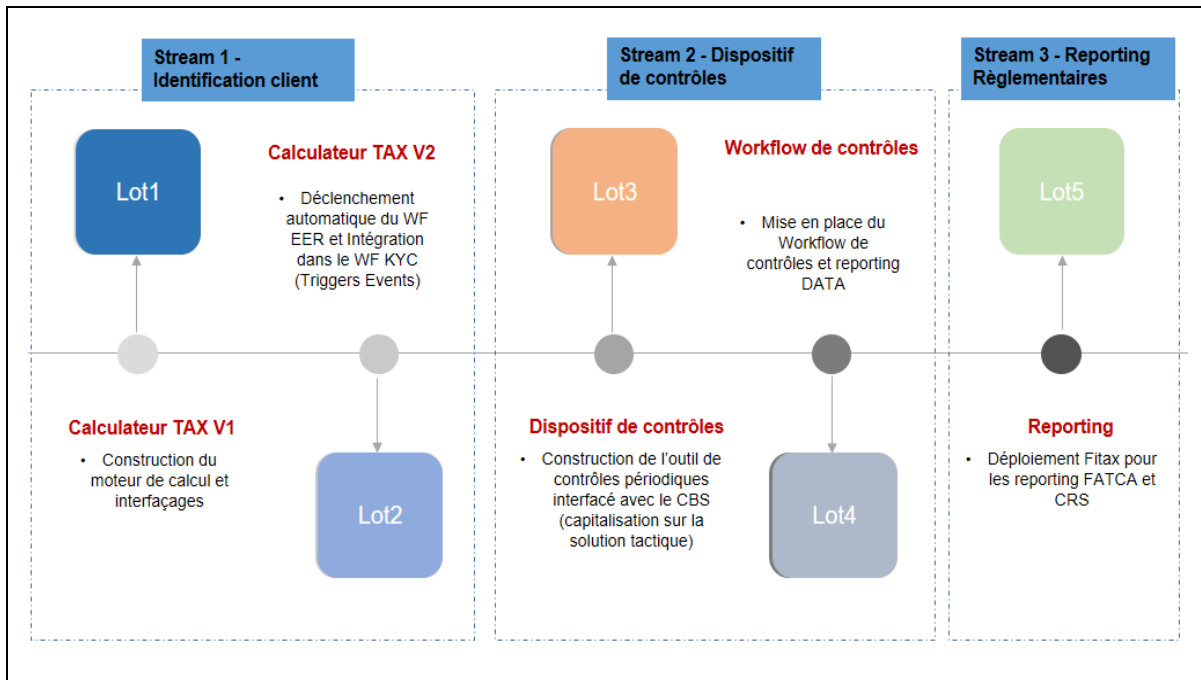 Stream 1 -
Identification client
Lot1
Calculateur TAX V2
• Déclenchement
automatique du WF
EER et Intégration
dans le WF KYC
(Triggers Events)
Calculateur TAX V1
• Construction du
moteur de calcul et
interfaçages
Lot2
Stream 2 - Dispositif
de contrôles
Lot3
Workflow de contrôles
• Mise en place du
Workflow de
contrôles et reporting
DATA
Dispositif de contrôles
• Construction de l'outil de
contrôles périodiques
interfacé avec le CBS
(capitalisation sur la
solution tactique)
Lot4
Stream 3 - Reporting
Règlementaires
Lot5
Reporting
• Déploiement Fitax pour
les reporting FATCA et
CRS